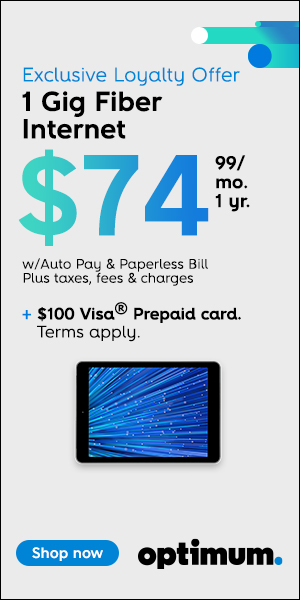 Exclusive Loyalty Offer
1 Gig Fiber
Internet
$74 99/
mo.
1 yr.
w/Auto Pay & Paperless Bill
Plus taxes, fees & charges
+ $100 Visa® Prepaid card.
Terms apply.
Shop now
optimum.